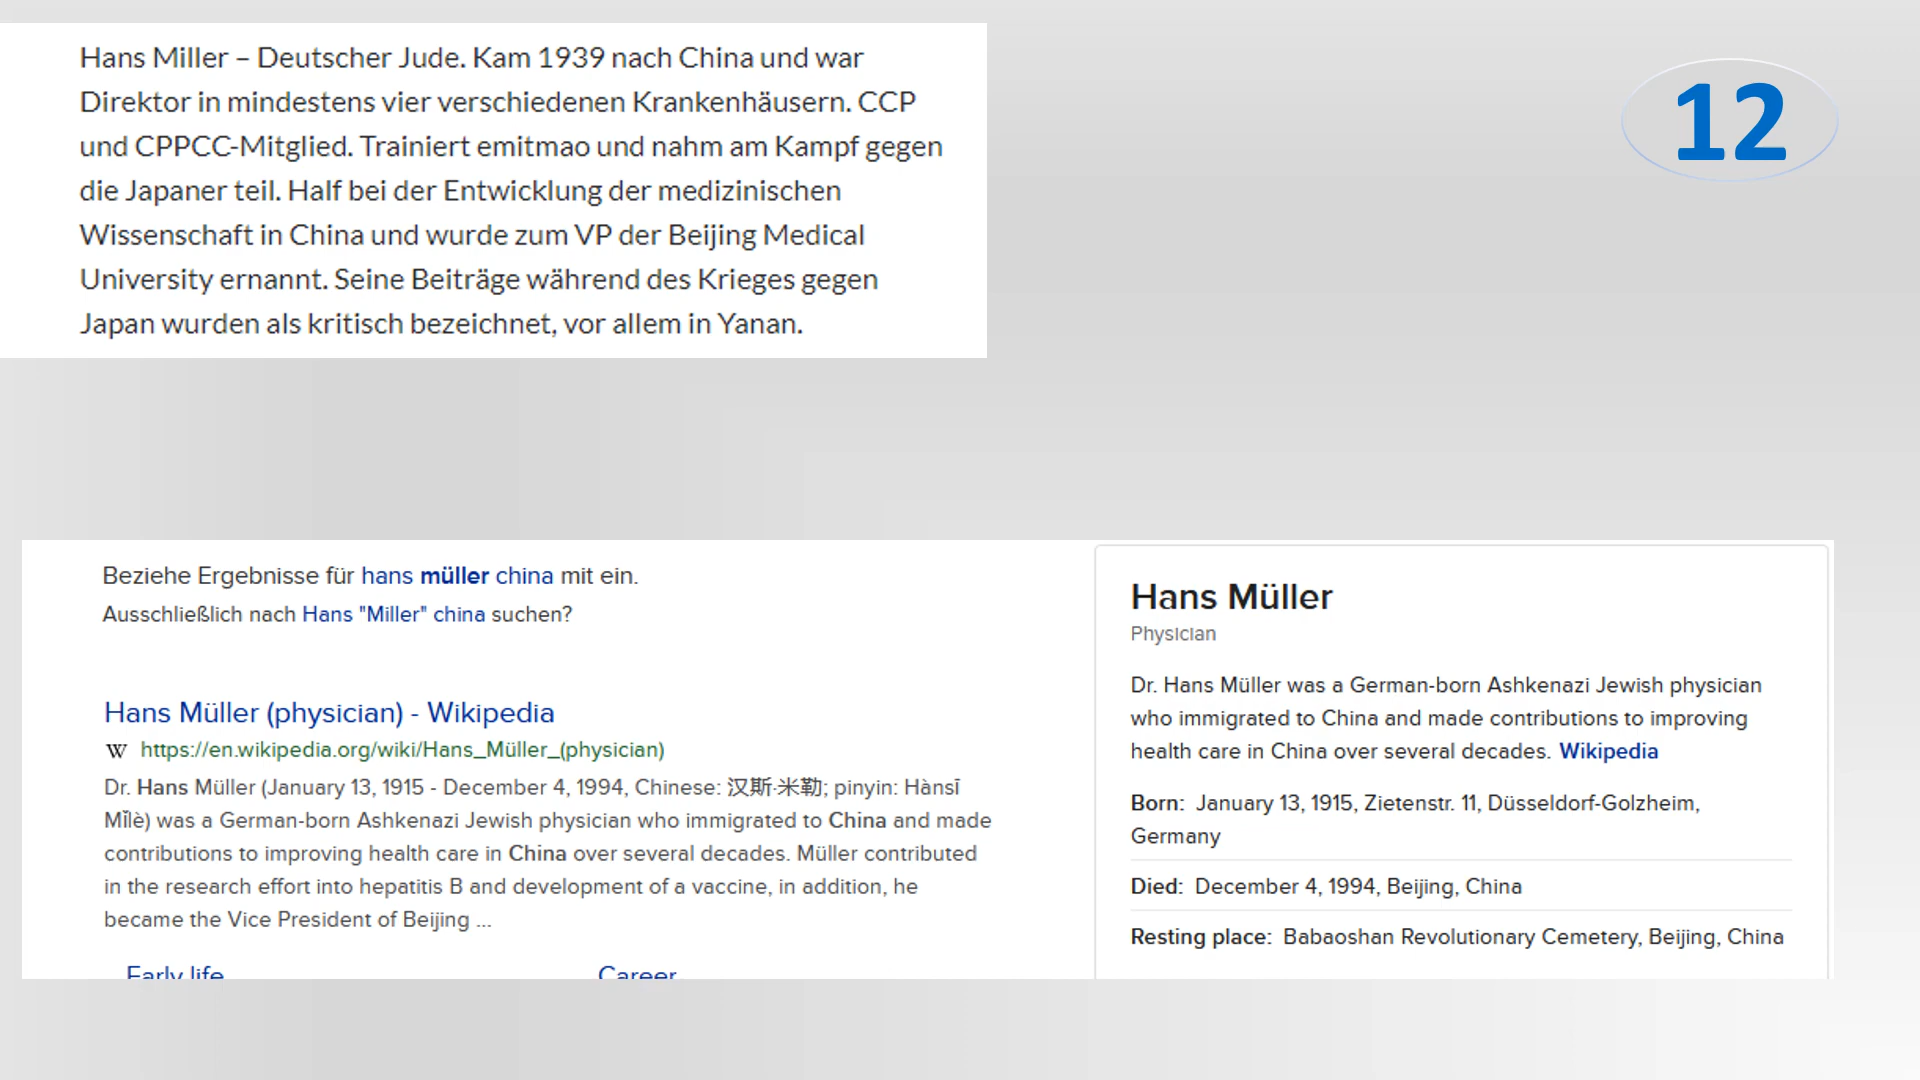 Hans Miller – Deutscher Jude. Kam 1939 nach China und war
Direktor in mindestens vier verschiedenen Krankenhäusern. CCP
und CPPCC-Mitglied. Trainiert emitmao und nahm am Kampf gegen
die Japaner teil. Half bei der Entwicklung der medizinischen
Wissenschaft in China und wurde zum VP der Beijing Medical
University ernannt. Seine Beiträge während des Krieges gegen
Japan wurden als kritisch bezeichnet, vor allem in Yanan.
12
Beziehe Ergebnisse für hans müller china mit ein.
Ausschließlich nach Hans "Miller" china suchen?
Hans Müller (physician) - Wikipedia
W https://en.wikipedia.org/wiki/Hans_Müller_(physician)
Dr. Hans Müller (January 13, 1915 - December 4, 1994, Chinese: 汉斯·米勒; pinyin: Hànsī
Mǐlè) was a German-born Ashkenazi Jewish physician who immigrated to China and made
contributions to improving health care in China over several decades. Müller contributed
in the research effort into hepatitis B and development of a vaccine, in addition, he
became the Vice President of Beijing ...
Early life
Career
Hans Müller
Physician
Dr. Hans Müller was a German-born Ashkenazi Jewish physician
who immigrated to China and made contributions to improving
health care in China over several decades. Wikipedia
Born: January 13, 1915, Zietenstr. 11, Düsseldorf-Golzheim,
Germany
Died: December 4, 1994, Beijing, China
Resting place: Babaoshan Revolutionary Cemetery, Beijing, China